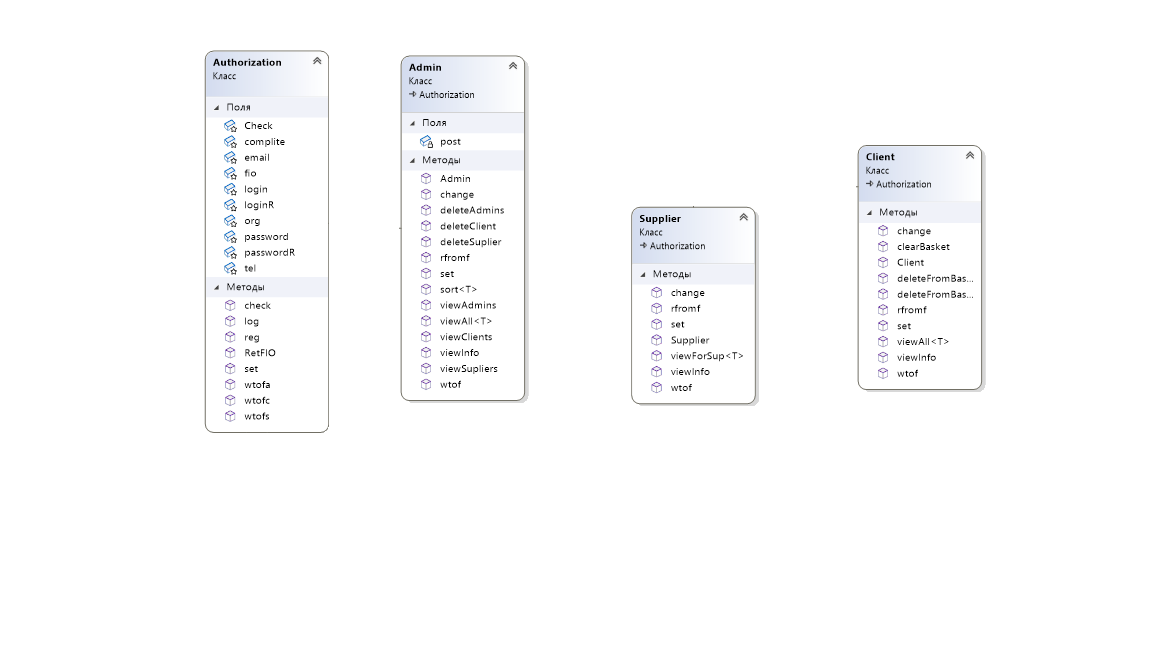 Authorization
Класс
Поля
Check
complite
email
fio
login
loginR
org
password
passwordR
tel
Методы
check
log
reg
RetFIO
set
wtofa
wtofc
wtofs
Admin
Класс
Authorization
Поля
post
Методы
Admin
change
deleteAdmins
deleteClient
deleteSuplier
rfromf
set
sort<T>
viewAdmins
viewAll<T>
viewClients
viewInfo
viewSupliers
wtof
Supplier
Класс
Authorization
Методы
change
rfromf
set
Supplier
viewForSup<T>
viewInfo
wtof
Client
Класс
Authorization
Методы
change
clearBasket
Client
deleteFromBas...
deleteFromBas...
rfromf
set
viewAll<T>
viewInfo
wtof